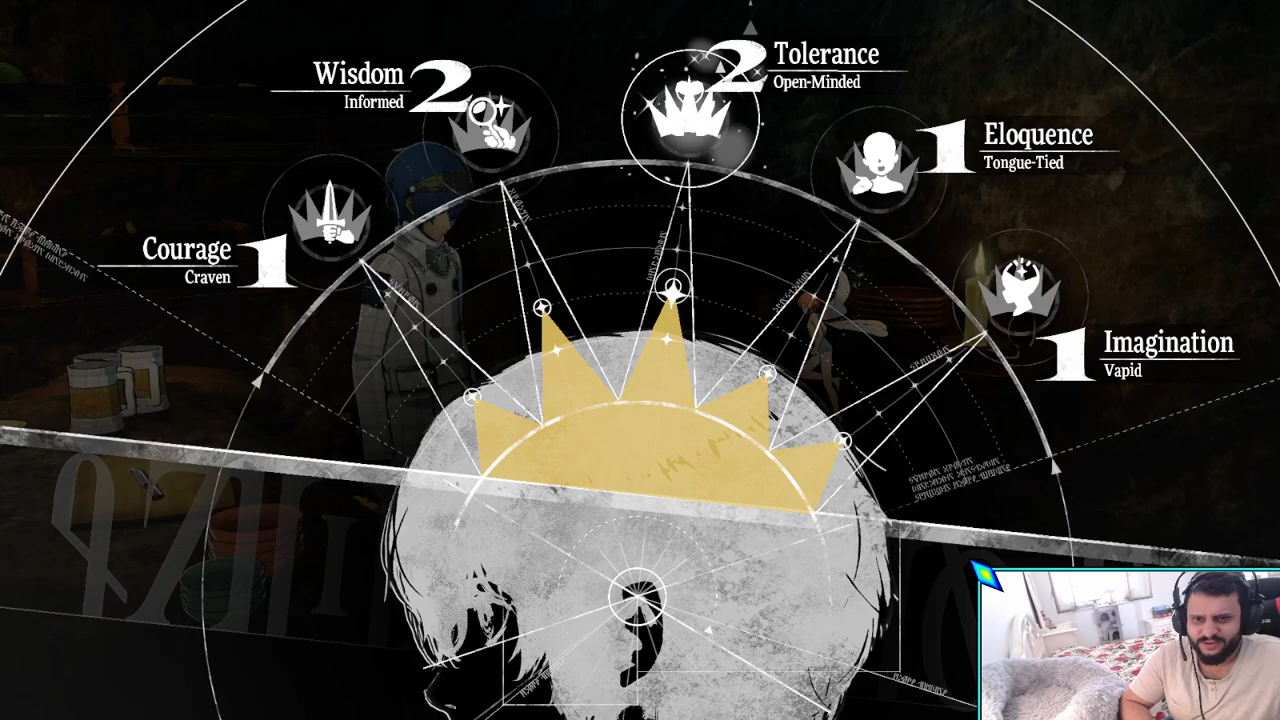 Wisdom 2
Informed
2 Tolerance
Open-Minded
1 Eloquence
Tongue-Tied
Courage 1
Craven
1 Imagination
Vapid